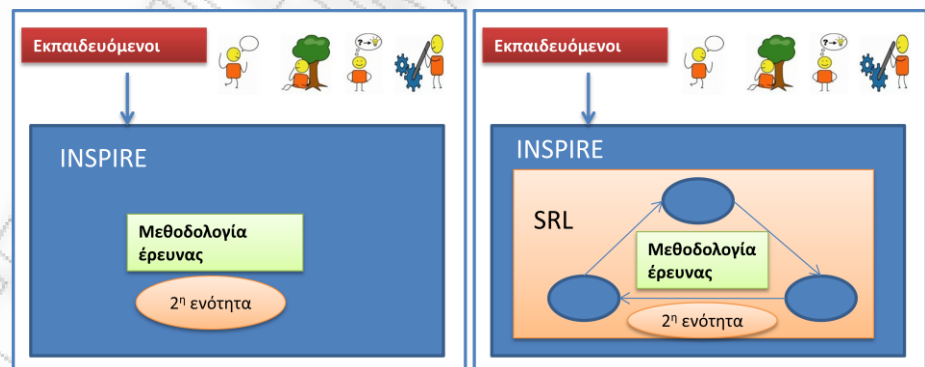 Εκπαιδευόμενοι
INSPIRE
Μεθοδολογία
έρευνας
2η ενότητα
Εκπαιδευόμενοι
INSPIRE
SRL
Μεθοδολογία
έρευνας
2η ενότητα